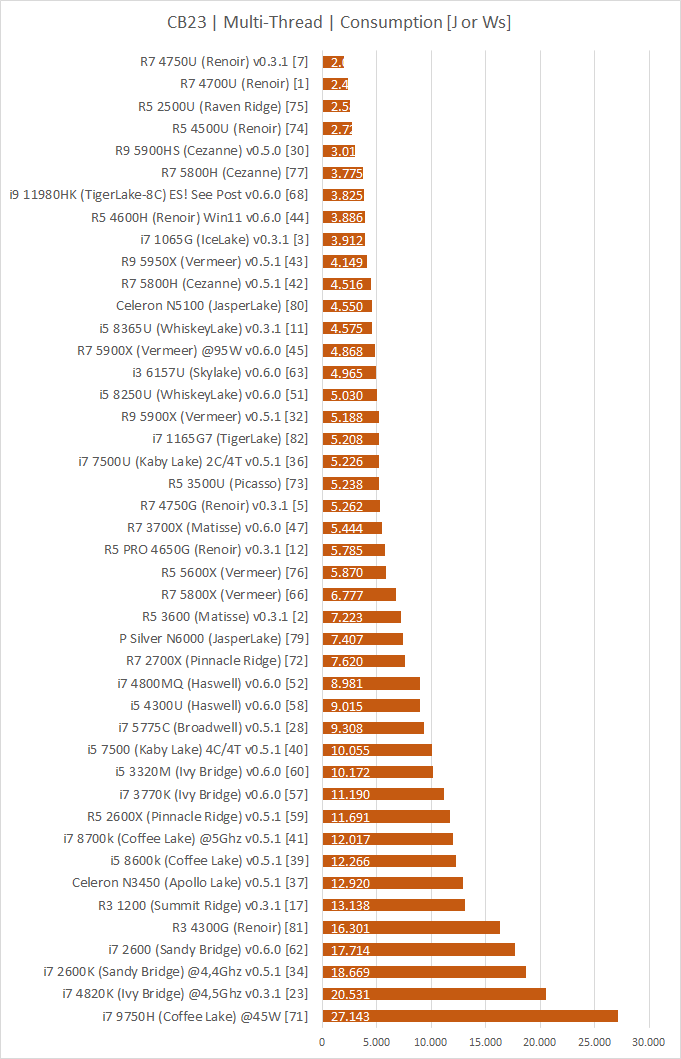 CB23 | Multi-Thread | Consumption [J or Ws]
R7 4750U (Renoir) v0.3.1 [7]
R7 4700U (Renoir) [1]
R5 2500U (Raven Ridge) [75]
R5 4500U (Renoir) [74]
R9 5900HS (Cezanne) v0.5.0 [30]
R7 5800H (Cezanne) [77] 3.775
i9 11980HK (TigerLake-8C) ES! See Post v0.6.0 [68] 3.825
R5 4600H (Renoir) Win11 v0.6.0 [44] 3.886
i7 1065G (IceLake) v0.3.1 [3] 3.912
R9 5950X (Vermeer) v0.5.1 [43] 4.149
R7 5800H (Cezanne) v0.5.1 [42] 4.516
Celeron N5100 (JasperLake) [80] 4.550
i5 8365U (WhiskeyLake) v0.3.1 [11] 4.575
R7 5900X (Vermeer) @95W v0.6.0 [45] 4.868
i3 6157U (Skylake) v0.6.0 [63] 4.965
i5 8250U (WhiskeyLake) v0.6.0 [51] 5.030
R9 5900X (Vermeer) v0.5.1 [32] 5.188
i7 1165G7 (TigerLake) [82] 5.208
i7 7500U (Kaby Lake) 2C/4T v0.5.1 [36] 5.226
R5 3500U (Picasso) [73] 5.238
R7 4750G (Renoir) v0.3.1 [5] 5.262
R7 3700X (Matisse) v0.6.0 [47] 5.444
R5 PRO 4650G (Renoir) v0.3.1 [12] 5.785
R5 5600X (Vermeer) [76] 5.870
R7 5800X (Vermeer) [66] 6.777
R5 3600 (Matisse) v0.3.1 [2] 7.223
P Silver N6000 (JasperLake) [79] 7.407
R7 2700X (Pinnacle Ridge) [72] 7.620
i7 4800MQ (Haswell) v0.6.0 [52] 8.981
i5 4300U (Haswell) v0.6.0 [58] 9.015
i7 5775C (Broadwell) v0.5.1 [28] 9.308
i5 7500 (Kaby Lake) 4C/4T v0.5.1 [40] 10.055
i5 3320M (Ivy Bridge) v0.6.0 [60] 10.172
i7 3770K (Ivy Bridge) v0.6.0 [57] 11.190
R5 2600X (Pinnacle Ridge) v0.5.1 [59] 11.691
i7 8700k (Coffee Lake) @5Ghz v0.5.1 [41] 12.017
i5 8600k (Coffee Lake) v0.5.1 [39] 12.266
Celeron N3450 (Apollo Lake) v0.5.1 [37] 12.920
R3 1200 (Summit Ridge) v0.3.1 [17] 13.138
R3 4300G (Renoir) [81] 16.301
i7 2600 (Sandy Bridge) v0.6.0 [62] 17.714
i7 2600K (Sandy Bridge) @4,4Ghz v0.5.1 [34] 18.669
i7 4820K (Ivy Bridge) @4,5Ghz v0.3.1 [23] 20.531
i7 9750H (Coffee Lake) @45W [71] 27.143
0 5.000 10.000 15.000 20.000 25.000 30.000